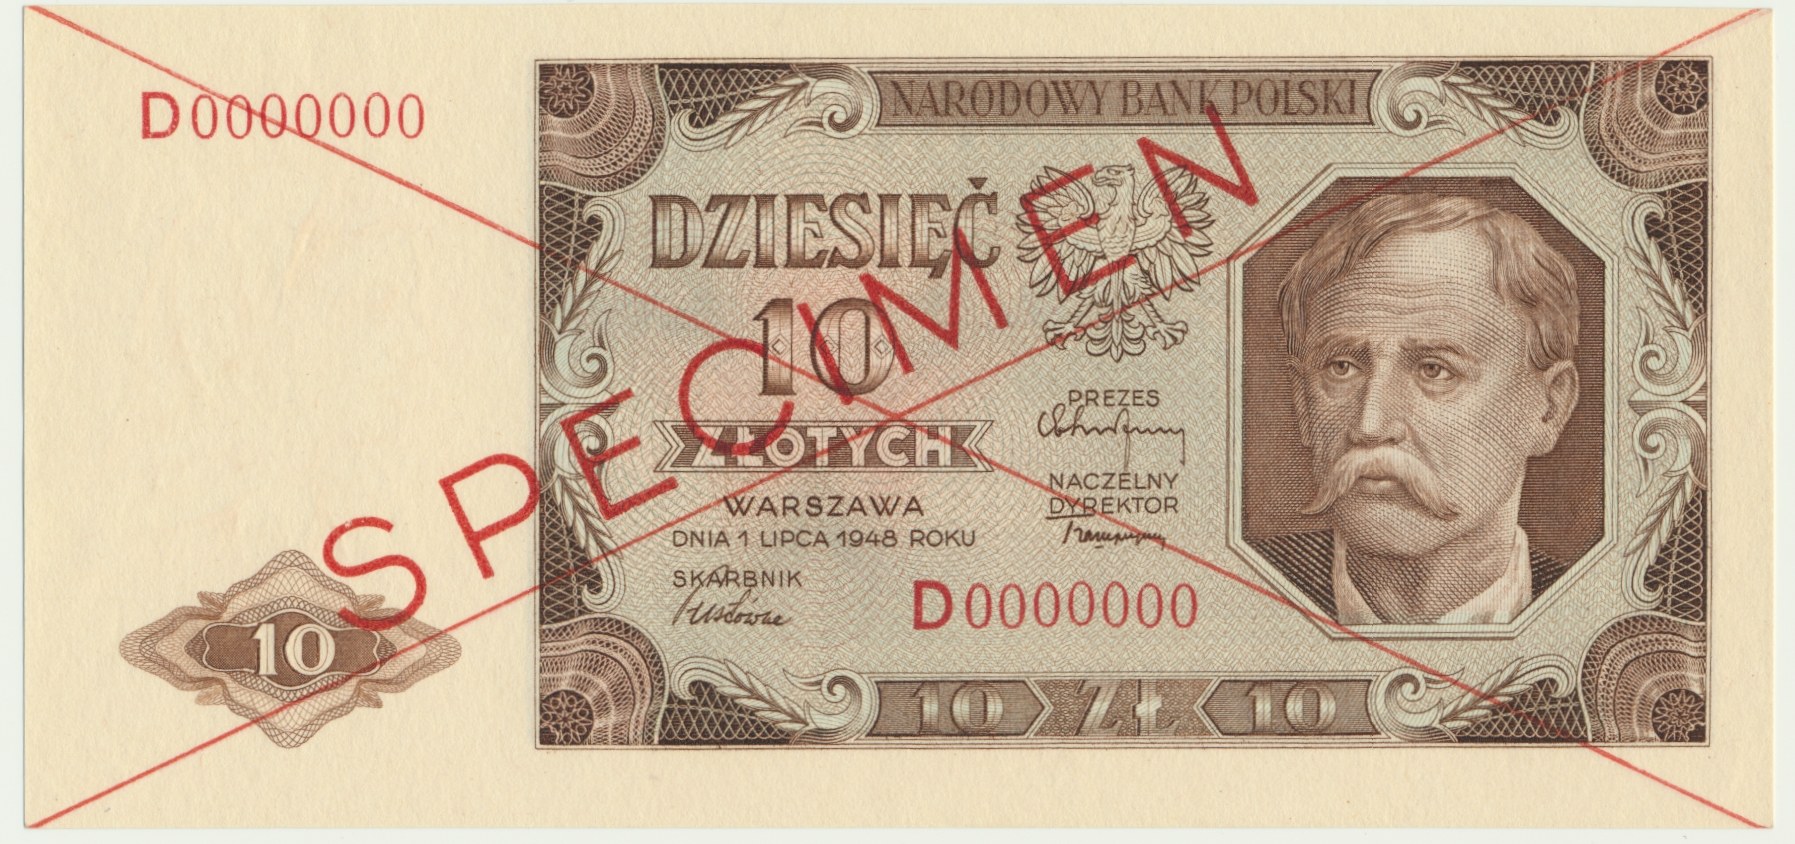 D0000000
NARODOWY BANK POLSKI
DZIESIĘĆ
10
ZŁOTYCH
WARSZAWA
DNIA 1 LIPCA 1948 ROKU
SKARBNIK
PREZES
NACZELNY
DYREKTOR
D0000000
10
10 ZŁ 10
SPECIMEN